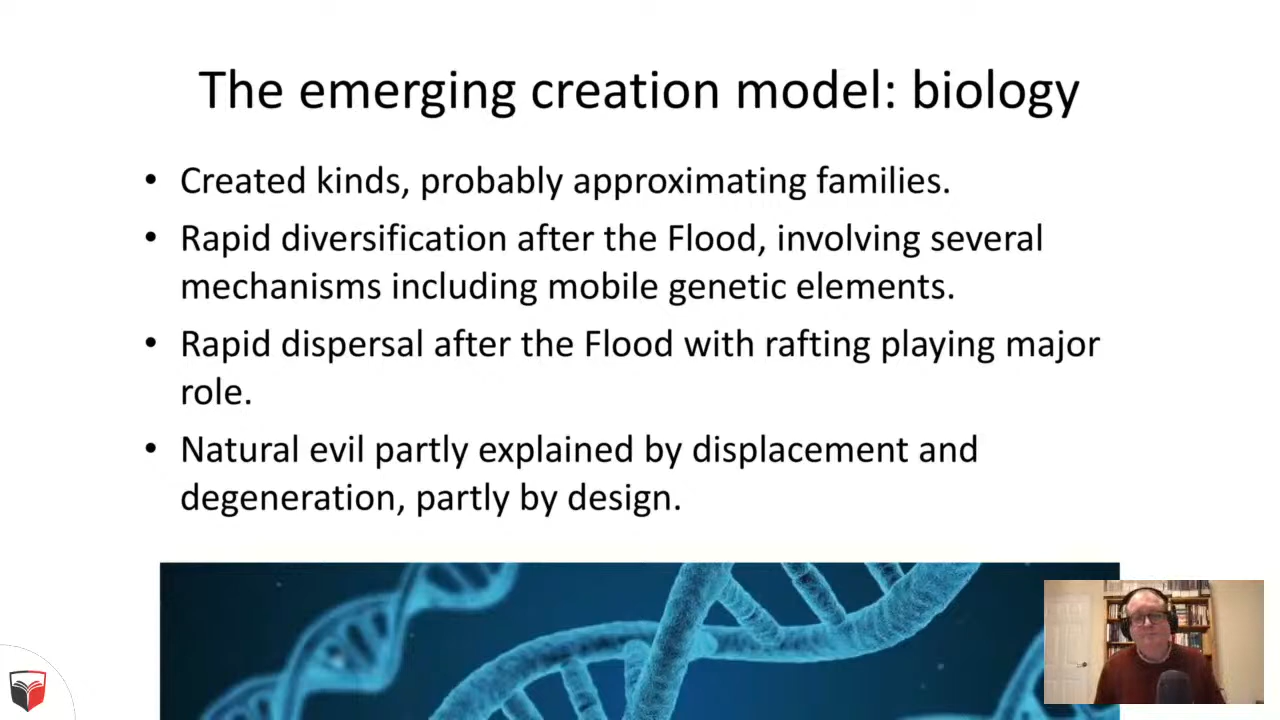 The emerging creation model: biology
• Created kinds, probably approximating families.
• Rapid diversification after the Flood, involving several
mechanisms including mobile genetic elements.
• Rapid dispersal after the Flood with rafting playing major
role.
• Natural evil partly explained by displacement and
degeneration, partly by design.